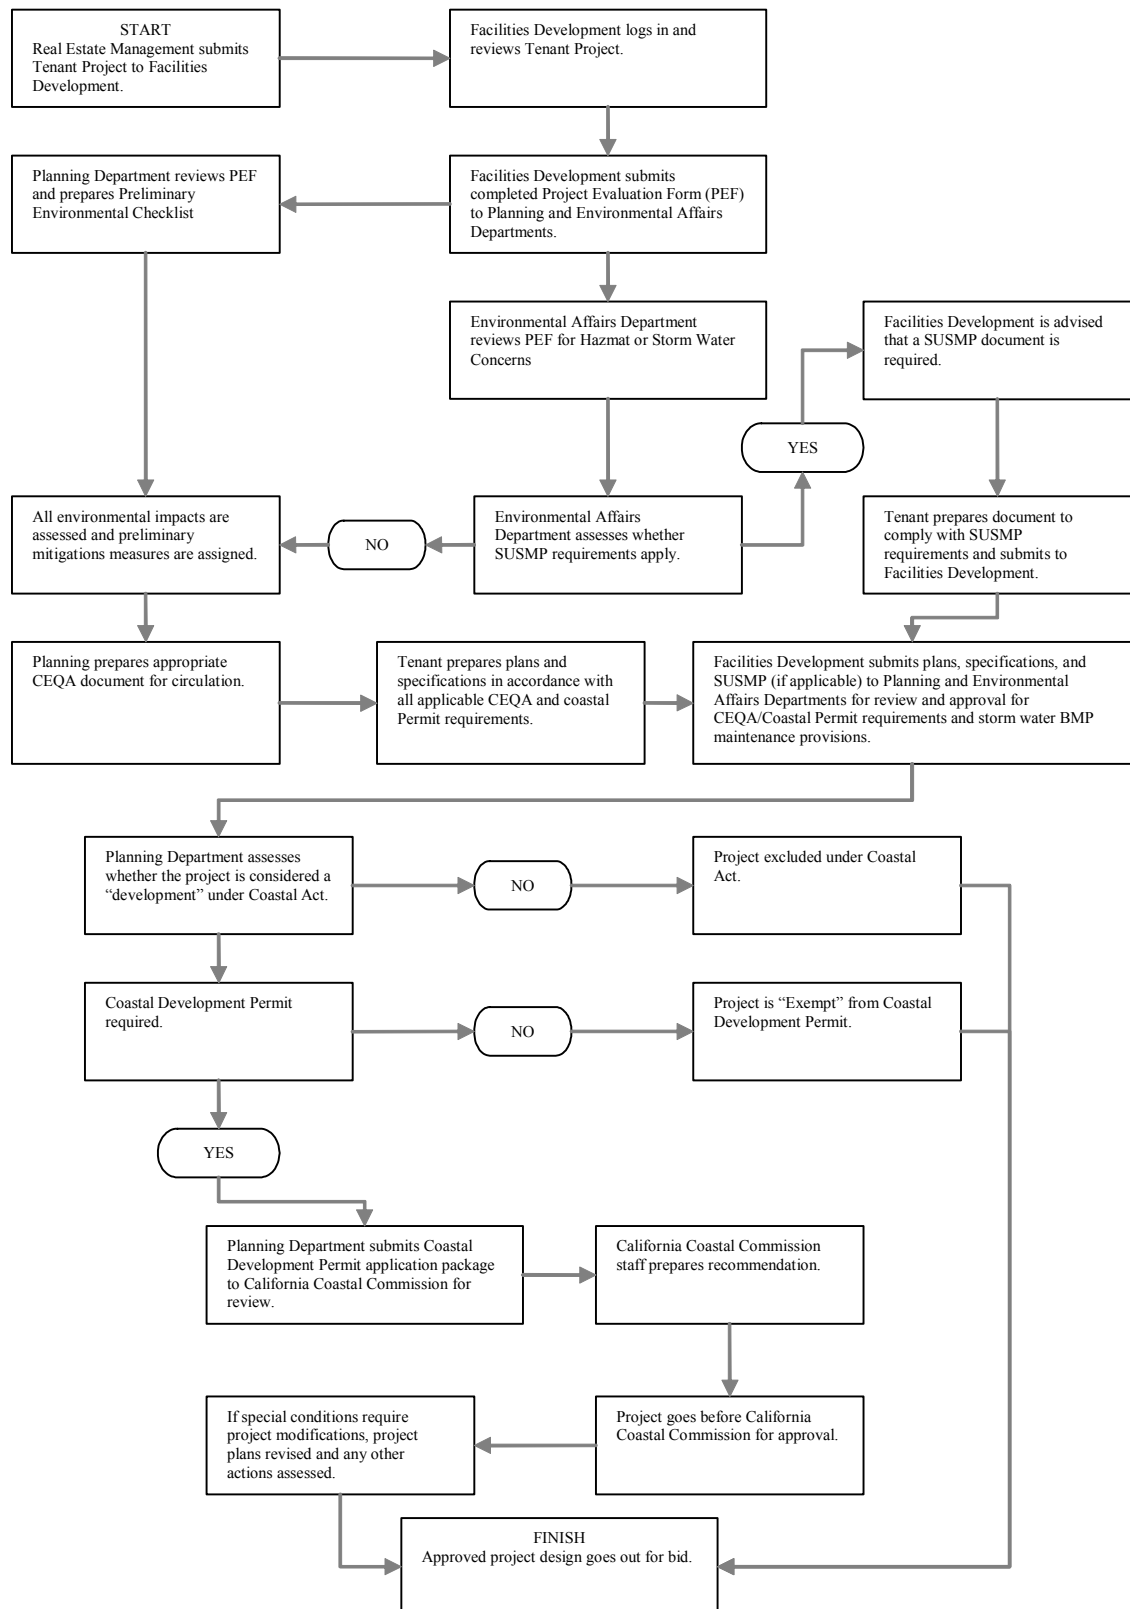 START
Real Estate Management submits
Tenant Project to Facilities
Development.
Facilities Development logs in and
reviews Tenant Project.
Planning Department reviews PEF
and prepares Preliminary
Environmental Checklist
Facilities Development submits
completed Project Evaluation Form (PEF)
to Planning and Environmental Affairs
Departments.
Environmental Affairs Department
reviews PEF for Hazmat or Storm Water
Concerns
Facilities Development is advised
that a SUSMP document is
required.
YES
All environmental impacts are
assessed and preliminary
mitigations measures are assigned.
NO
Environmental Affairs
Department assesses whether
SUSMP requirements apply.
Tenant prepares document to
comply with SUSMP
requirements and submits to
Facilities Development.
Planning prepares appropriate
CEQA document for circulation.
Tenant prepares plans and
specifications in accordance with
all applicable CEQA and coastal
Permit requirements.
Facilities Development submits plans, specifications, and
SUSMP (if applicable) to Planning and Environmental
Affairs Departments for review and approval for
CEQA/Coastal Permit requirements and storm water BMP
maintenance provisions.
Planning Department assesses
whether the project is considered a
“development” under Coastal Act.
NO
Project excluded under Coastal
Act.
Coastal Development Permit
required.
NO
Project is “Exempt” from Coastal
Development Permit.
YES
Planning Department submits Coastal
Development Permit application package
to California Coastal Commission for
review.
California Coastal Commission
staff prepares recommendation.
If special conditions require
project modifications, project
plans revised and any other
actions assessed.
Project goes before California
Coastal Commission for approval.
FINISH
Approved project design goes out for bid.